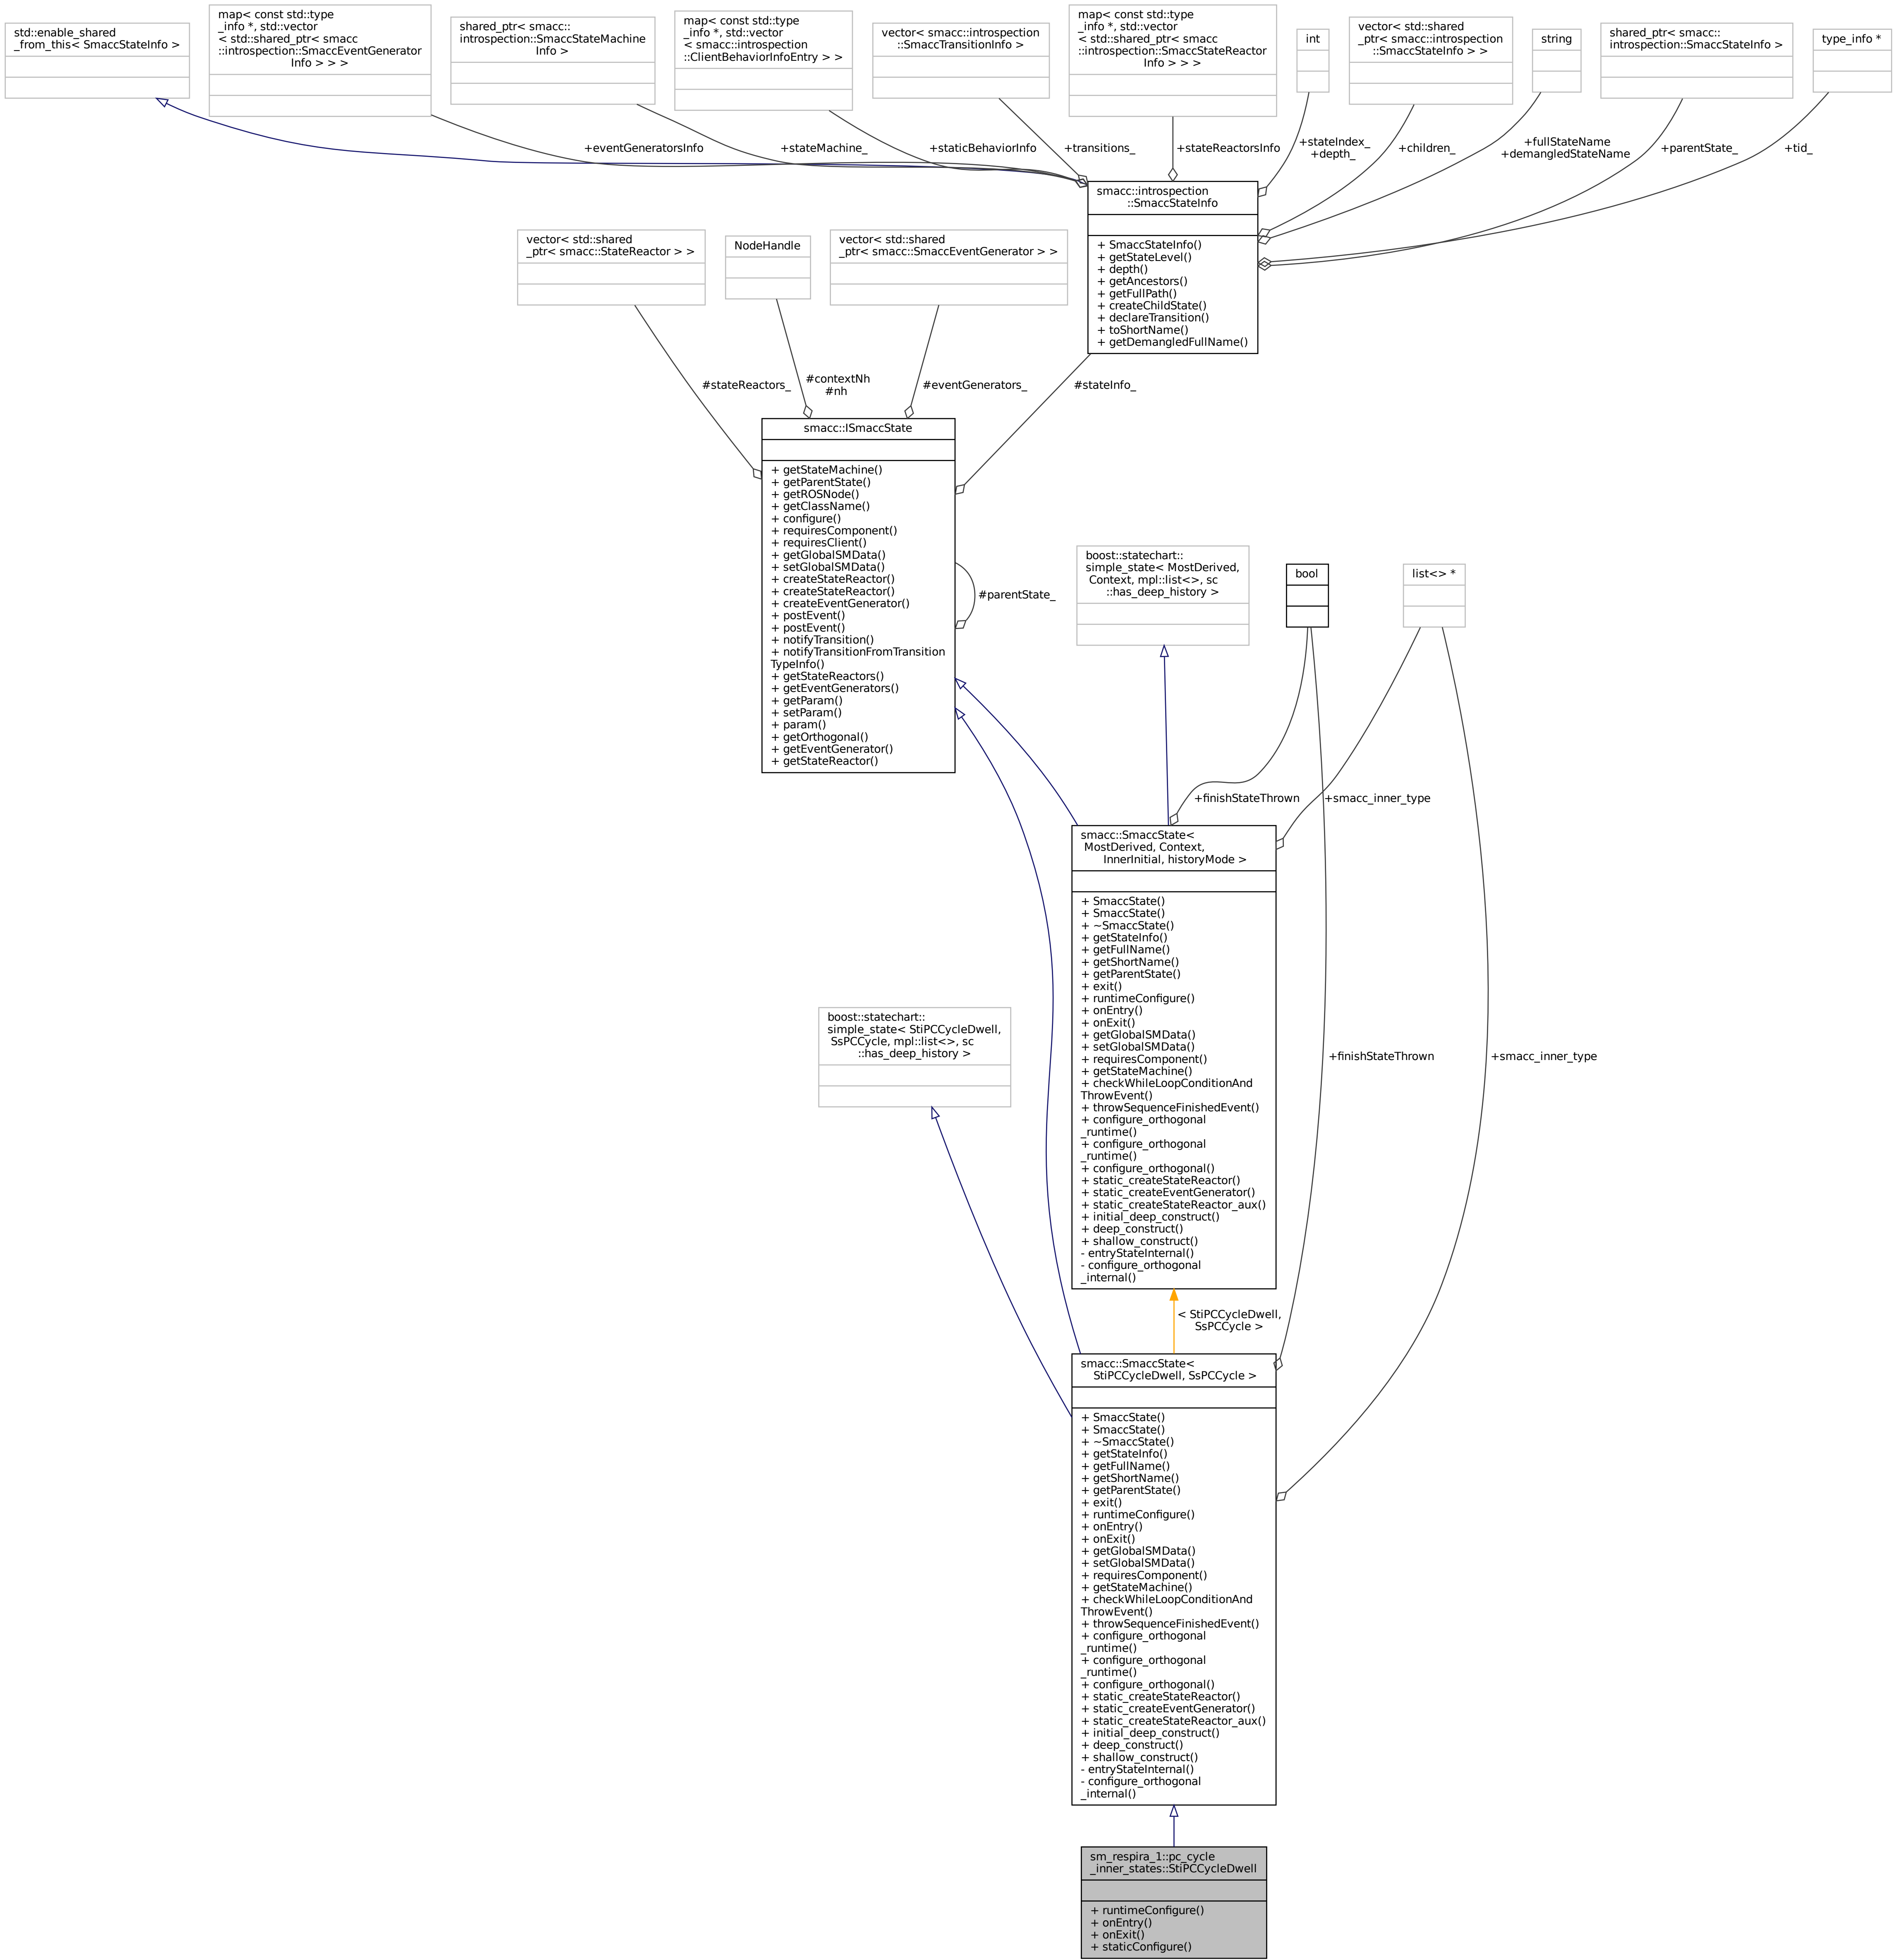 std::enable_shared
_from_this< SmaccStateInfo >
map< const std::type
_info *, std::vector
< std::shared_ptr< smacc
::introspection::SmaccEventGenerator
Info > > >
shared_ptr< smacc::
introspection::SmaccStateMachine
Info >
map< const std::type
_info *, std::vector
< smacc::introspection
::ClientBehaviorInfoEntry > >
vector< smacc::introspection
::SmaccTransitionInfo >
map< const std::type
_info *, std::vector
< std::shared_ptr< smacc
::introspection::SmaccStateReactor
Info > > >
int
vector< std::shared
_ptr< smacc::introspection
::SmaccStateInfo > >
string
shared_ptr< smacc::
introspection::SmaccStateInfo >
type_info *
+eventGeneratorsInfo
+stateMachine_
+staticBehaviorInfo
+transitions_
+stateReactorsInfo
+stateIndex_
+depth_
+children_
+fullStateName
+demangledStateName
+parentState_
+tid_
smacc::introspection
::SmaccStateInfo
+ SmaccStateInfo()
+ getStateLevel()
+ depth()
+ getAncestors()
+ getFullPath()
+ createChildState()
+ declareTransition()
+ toShortName()
+ getDemangledFullName()
vector< std::shared
_ptr< smacc::StateReactor > >
NodeHandle
vector< std::shared
_ptr< smacc::SmaccEventGenerator > >
#stateReactors_
#contextNh
#nh
#eventGenerators_
#stateInfo_
smacc::ISmaccState
+ getStateMachine()
+ getParentState()
+ getROSNode()
+ getClassName()
+ configure()
+ requiresComponent()
+ requiresClient()
+ getGlobalSMData()
+ setGlobalSMData()
+ createStateReactor()
+ createStateReactor()
+ createEventGenerator()
+ postEvent()
+ postEvent()
+ notifyTransition()
+ notifyTransitionFromTransition
TypeInfo()
+ getStateReactors()
+ getEventGenerators()
+ getParam()
+ setParam()
+ param()
+ getOrthogonal()
+ getEventGenerator()
+ getStateReactor()
#parentState_
boost::statechart::
simple_state< MostDerived,
Context, mpl::list<>, sc
::has_deep_history >
bool
list<> *
+finishStateThrown
+smacc_inner_type
smacc::SmaccState<
MostDerived, Context,
InnerInitial, historyMode >
+ SmaccState()
+ SmaccState()
+ ~SmaccState()
+ getStateInfo()
+ getFullName()
+ getShortName()
+ getParentState()
+ exit()
+ runtimeConfigure()
+ onEntry()
+ onExit()
+ getGlobalSMData()
+ setGlobalSMData()
+ requiresComponent()
+ getStateMachine()
+ checkWhileLoopConditionAnd
ThrowEvent()
+ throwSequenceFinishedEvent()
+ configure_orthogonal
_runtime()
+ configure_orthogonal
_runtime()
+ configure_orthogonal()
+ static_createStateReactor()
+ static_createEventGenerator()
+ static_createStateReactor_aux()
+ initial_deep_construct()
+ deep_construct()
+ shallow_construct()
- entryStateInternal()
- configure_orthogonal
_internal()
boost::statechart::
simple_state< StiPCCycleDwell,
SsPCCycle, mpl::list<>, sc
::has_deep_history >
+finishStateThrown
+smacc_inner_type
< StiPCCycleDwell,
SsPCCycle >
smacc::SmaccState<
StiPCCycleDwell, SsPCCycle >
+ SmaccState()
+ SmaccState()
+ ~SmaccState()
+ getStateInfo()
+ getFullName()
+ getShortName()
+ getParentState()
+ exit()
+ runtimeConfigure()
+ onEntry()
+ onExit()
+ getGlobalSMData()
+ setGlobalSMData()
+ requiresComponent()
+ getStateMachine()
+ checkWhileLoopConditionAnd
ThrowEvent()
+ throwSequenceFinishedEvent()
+ configure_orthogonal
_runtime()
+ configure_orthogonal
_runtime()
+ configure_orthogonal()
+ static_createStateReactor()
+ static_createEventGenerator()
+ static_createStateReactor_aux()
+ initial_deep_construct()
+ deep_construct()
+ shallow_construct()
- entryStateInternal()
- configure_orthogonal
_internal()
sm_respira_1::pc_cycle
_inner_states::StiPCCycleDwell
+ runtimeConfigure()
+ onEntry()
+ onExit()
+ staticConfigure()